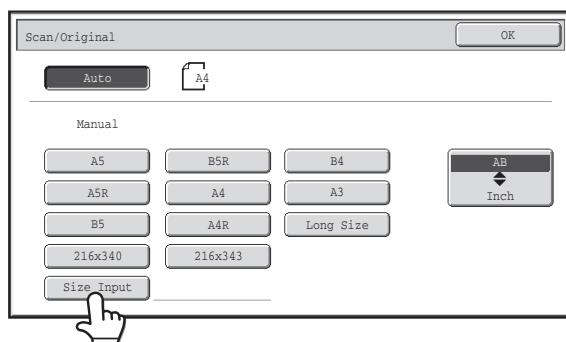 Scan/Original OK
Auto A4
Manual
A5 B5R B4 AB
A5R A4 A3 Inch
B5 A4R Long Size
216x340 216x343
Size Input